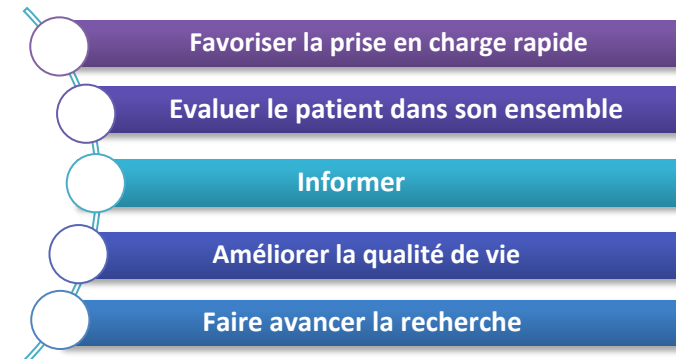 Favoriser la prise en charge rapide
Evaluer le patient dans son ensemble
Informer
Améliorer la qualité de vie
Faire avancer la recherche